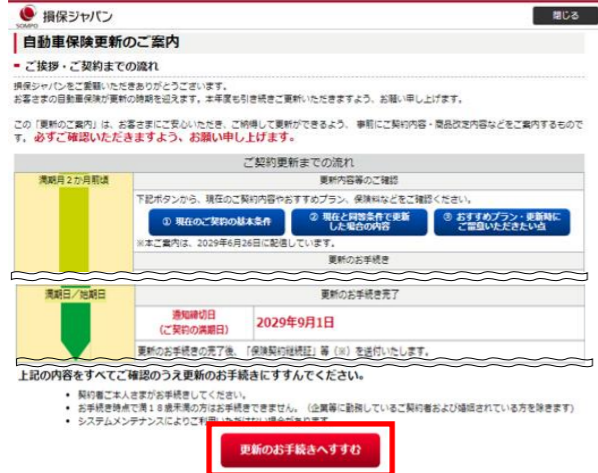 SOMPO 損保ジャパン
閉じる
自動車保険更新のご案内
ご挨拶・ご契約までの流れ
損保ジャパンをご愛顧いただきありがとうございます。
お客さまの自動車保険が更新の時期を迎えます。本年度も引き続きご更新いただきますよう、お願い申し上げます。
この「更新のご案内」は、お客さまにご安心いただき、ご納得して更新ができるよう、 事前にご契約内容・商品改定内容などをご案内するもので
す。必ずご確認いただきますよう、お願い申し上げます。
ご契約更新までの流れ
満期月2か月前頃
更新内容等のご確認
下記ボタンから、現在のご契約内容やおすすめプラン、保険料などをご確認ください。
① 現在のご契約の基本条件
② 現在と同等条件で更新
した場合の内容
③ おすすめプラン・更新時に
ご留意いただきたい点
※本ご案内は、2029年6月26日に配信しています。
更新のお手続き
満期日/始期日
更新のお手続き完了
通知締切日
(ご契約の満期日)
2029年9月1日
更新のお手続きの完了後、「保険契約継続証」等(※)を送付いたします。
上記の内容をすべてご確認のうえ更新のお手続きにすすんでください。
• 契約者ご本人さまがお手続きしてください。
• お手続き時点で満18歳未満の方はお手続きできません。(企業等に勤務しているご契約者および婚姻されている方を除きます)
• システムメンテナンスによりご利用いただけない場合があります
更新のお手続きへすすむ